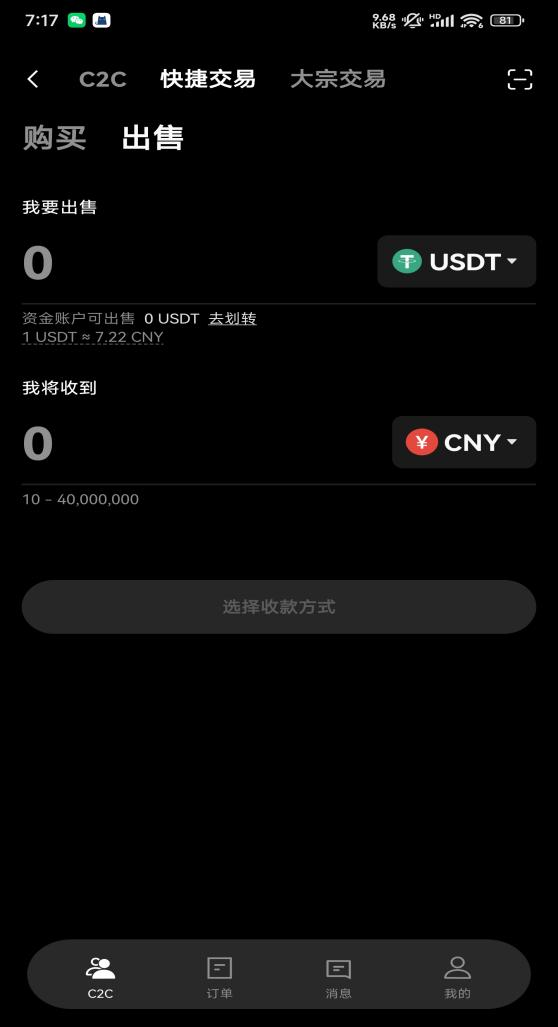 7:17 9.68 KB/s HD 6 81
C2C 快捷交易 大宗交易
购买 出售
我要出售
0 USDT
资金账户可出售 0 USDT 去划转
1 USDT ≈ 7.22 CNY
我将收到
0 ¥ CNY
10 - 40,000,000
选择收款方式
C2C 订单 消息 我的